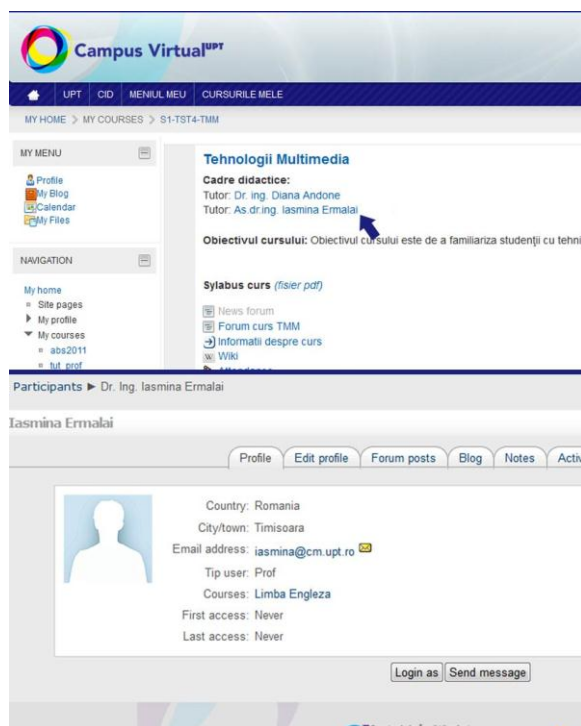 Campus Virtual UPT
UPT CID MENIUL MEU CURSURILE MELE
MY HOME > MY COURSES > S1-TST4-TMM
MY MENU
Profile
My Blog
Calendar
My Files
NAVIGATION
My home
Site pages
My profile
My courses
abs2011
tut_prof
Tehnologii Multimedia
Cadre didactice:
Tutor: Dr. ing. Diana Andone
Tutor: As.dr.ing. Iasmina Ermalai
Obiectivul cursului: Obiectivul cursului este de a familiariza studenţii cu tehni
Sylabus curs (fisier pdf)
News forum
Forum curs TMM
Informatii despre curs
Wiki
Participants ► Dr. Ing. Iasmina Ermalai
Iasmina Ermalai
Profile Edit profile Forum posts Blog Notes Activ
Country: Romania
City/town: Timisoara
Email address: iasmina@cm.upt.ro
Tip user: Prof
Courses: Limba Engleza
First access: Never
Last access: Never
Login as Send message